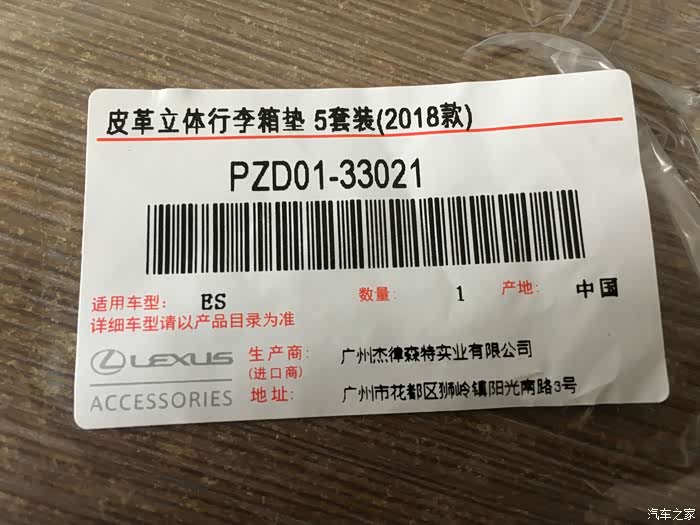 皮革立体行李箱垫 5套装(2018款)
PZD01-33021
适用车型: ES 数量: 1 产地: 中国
详细车型请以产品目录为准
LEXUS 生产商: 广州杰律森特实业有限公司
(进口商)
ACCESSORIES 地址: 广州市花都区狮岭镇阳光南路3号
汽车之家